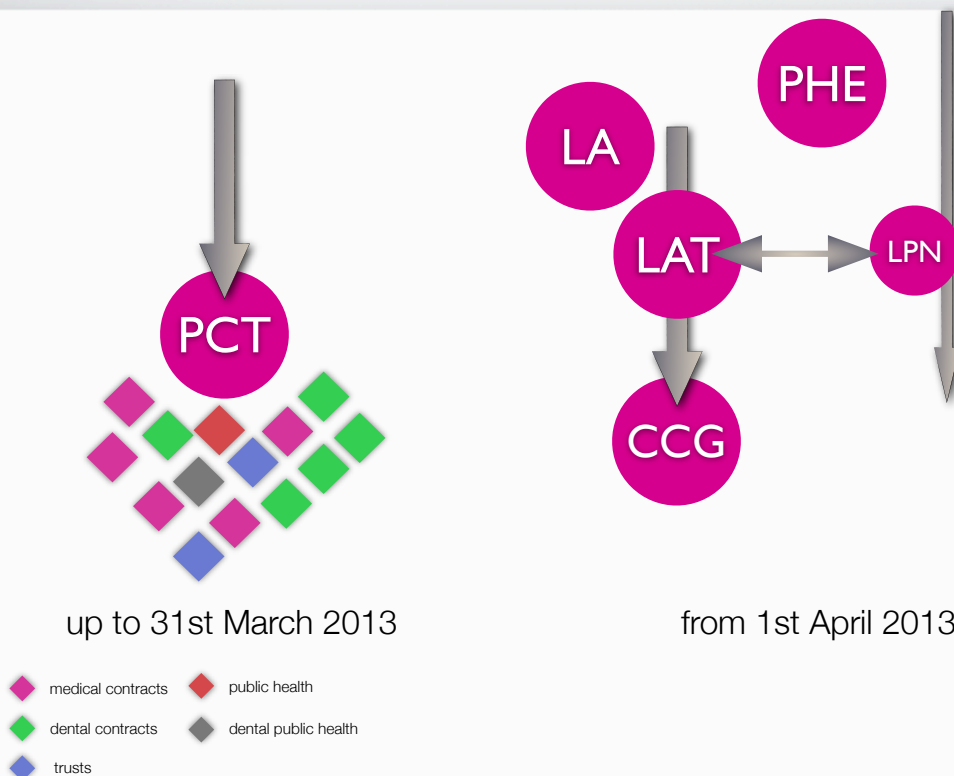 PHE
LA
LAT
LPN
PCT
CCG
up to 31st March 2013
from 1st April 2013
medical contracts
public health
dental contracts
dental public health
trusts